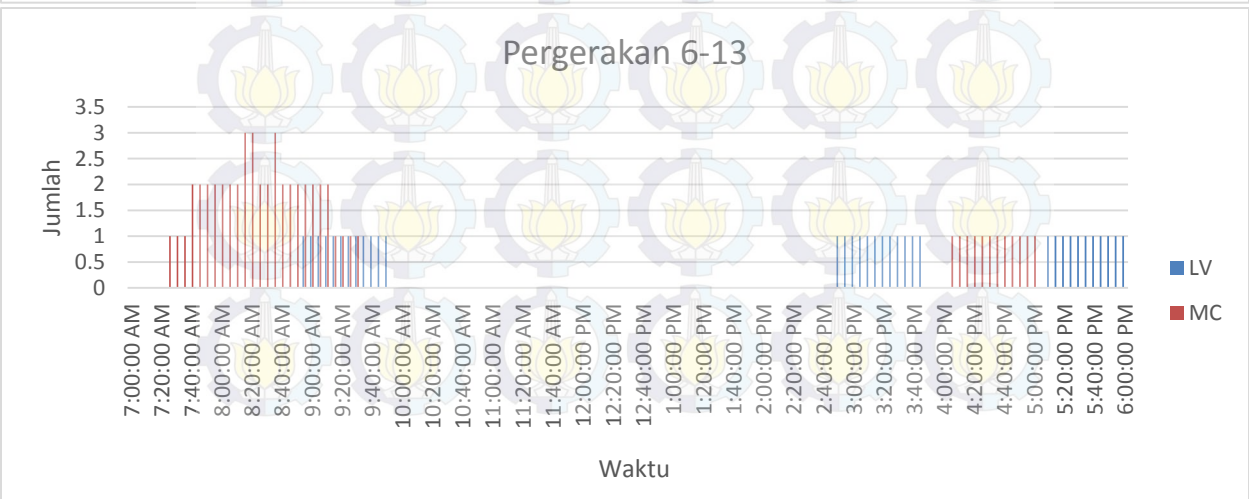 Pergerakan 6-13
3.5
3
2.5
2
1.5
1
0.5
0
Jumlah
7:00:00 AM
7:20:00 AM
7:40:00 AM
8:00:00 AM
8:20:00 AM
8:40:00 AM
9:00:00 AM
9:20:00 AM
9:40:00 AM
10:00:00 AM
10:20:00 AM
10:40:00 AM
11:00:00 AM
11:20:00 AM
11:40:00 AM
12:00:00 PM
12:20:00 PM
12:40:00 PM
1:00:00 PM
1:20:00 PM
1:40:00 PM
2:00:00 PM
2:20:00 PM
2:40:00 PM
3:00:00 PM
3:20:00 PM
3:40:00 PM
4:00:00 PM
4:20:00 PM
4:40:00 PM
5:00:00 PM
5:20:00 PM
5:40:00 PM
6:00:00 PM
Waktu
LV
MC